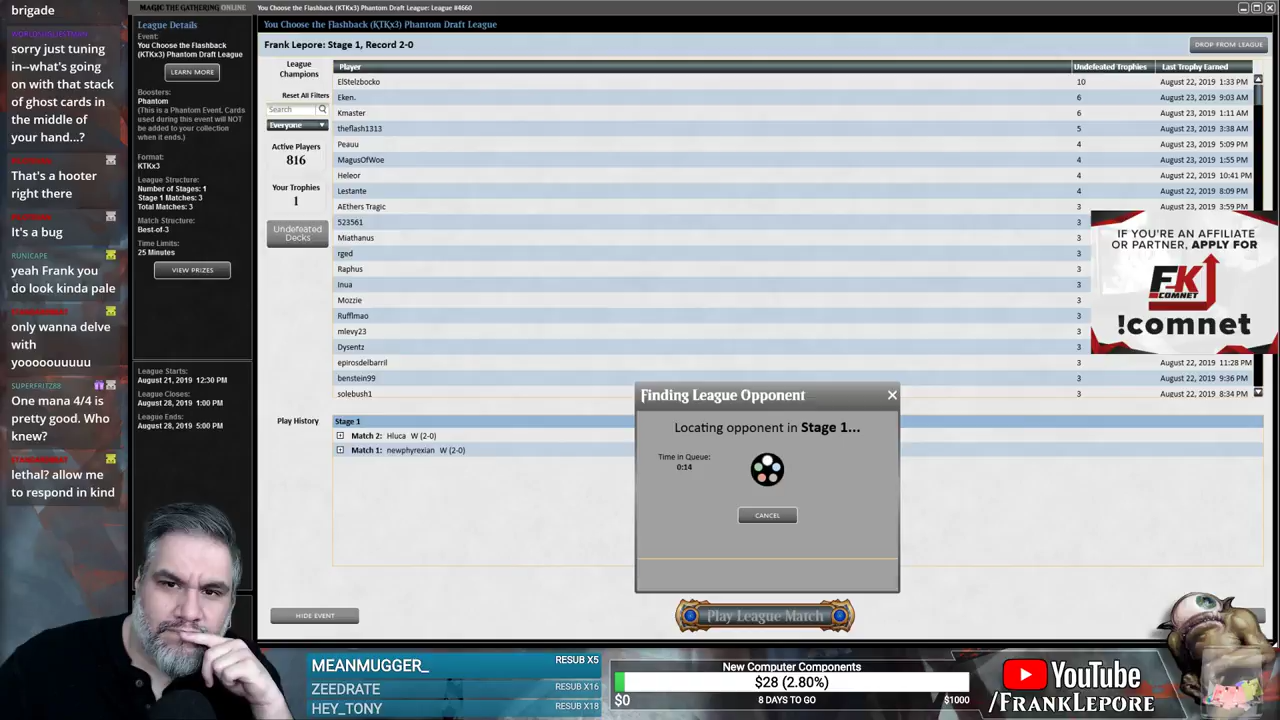 brigade
WORLDSOKUESTMAN
sorry just tuning
in--what's going
on with that stack
of ghost cards in
the middle of
your hand...?
That's a hooter
right there
It's a bug
RUNICAPE
yeah Frank you
do look kinda pale
only wanna delve
with
yoooouuuuu
SUPERFRITZ88
One mana 4/4 is
pretty good. Who
knew?
lethal? allow me
to respond in kind
MAGIC THE GATHERING ONLINE
You Choose the Flashback (KTKx3) Phantom Draft League: League #4660
League Details
Event:
You Choose the Flashback
(KTKx3) Phantom Draft
League
LEARN MORE
Boosters:
Phantom
(This is a Phantom Event. Cards
used during this event will NOT
be added to your collection
when it ends.)
Format:
KTKx3
League Structure:
Number of Stages: 1
Stage 1 Matches: 3
Total Matches: 3
Match Structure:
Best-of-3
Time Limits:
25 Minutes
VIEW PRIZES
League Starts:
August 21, 2019 12:30 PM
League Closes:
August 28, 2019 1:00 PM
League Ends:
August 28, 2019 5:00 PM
You Choose the Flashback (KTKx3) Phantom Draft League
Frank Lepore: Stage 1, Record 2-0
DROP FROM LEAGUE
League
Champions
Reset All Filters
Search
Everyone
Active Players
816
Your Trophies
1
Undefeated
Decks
Player Undefeated Trophies Last Trophy Earned
ElStelzbocko 10 August 22, 2019 1:33 PM
Eken. 6 August 23, 2019 9:03 AM
Kmaster 6 August 23, 2019 1:11 AM
theflash1313 5 August 23, 2019 3:38 AM
Peauu 4 August 22, 2019 5:09 PM
MagusOfWoe 4 August 22, 2019 1:55 PM
Heleor 4 August 22, 2019 10:41 PM
Lestante 4 August 22, 2019 8:09 PM
AEthers Tragic 3 August 23, 2019 3:59 PM
523561 3
Miathanus 3
rged 3
Raphus 3
Inua 3
Mozzie 3
Rufflmao 3
mlevy23 3
Dysentz 3
epirosdelbarril 3 August 22, 2019 11:28 PM
benstein99 3 August 22, 2019 9:36 PM
solebush1 3 August 22, 2019 8:34 PM
IF YOU'RE AN AFFILIATE
OR PARTNER, APPLY FOR
FK
COMNET
!comnet
Play History
Stage 1
Match 2: Hluca W (2-0)
Match 1: newphyrexian W (2-0)
Finding League Opponent
Locating opponent in Stage 1...
Time in Queue:
0:14
CANCEL
HIDE EVENT
Play League Match
MEANMUGGER_ RESUB X5
ZEEDRATE RESUB X16
HEY_TONY RESUB X18
New Computer Components
$28 (2.80%)
$0 8 DAYS TO GO $1000
YouTube
/FRANKLEPORE